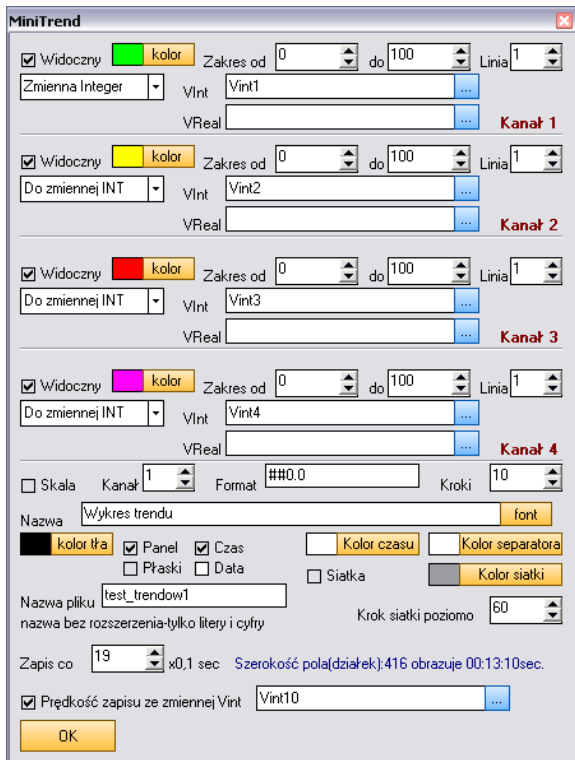 MiniTrend
Widoczny kolor Zakres od 0 do 100 Linia 1
Zmienna Integer VInt Vint1 ...
VReal ... Kanał 1
Widoczny kolor Zakres od 0 do 100 Linia 1
Do zmiennej INT VInt Vint2 ...
VReal ... Kanał 2
Widoczny kolor Zakres od 0 do 100 Linia 1
Do zmiennej INT VInt Vint3 ...
VReal ... Kanał 3
Widoczny kolor Zakres od 0 do 100 Linia 1
Do zmiennej INT VInt Vint4 ...
VReal ... Kanał 4
Skala Kanał 1 Format ##0.0 Kroki 10
Nazwa Wykres trendu font
kolor tła Panel Czas Kolor czasu Kolor separatora
Płaski Data Siatka Kolor siatki
Nazwa pliku test_trendow1 Krok siatki poziomo 60
nazwa bez rozszerzenia-tylko litery i cyfry
Zapis co 19 x0,1 sec Szerokość pola(działek):416 obrazuje 00:13:10sec.
Prędkość zapisu ze zmiennej Vint Vint10 ...
OK